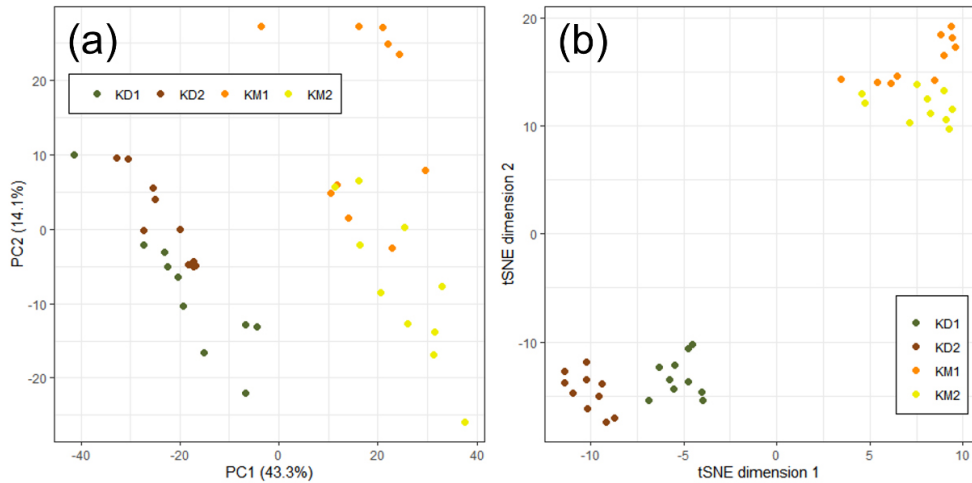 (a)
KD1 KD2 KM1 KM2
PC2 (14.1%)
20
10
0
-10
-20
-40 -20 0 20 40
PC1 (43.3%)
(b)
tSNE dimension 2
20
10
0
-10
KD1
KD2
KM1
KM2
-10 -5 0 5 10
tSNE dimension 1